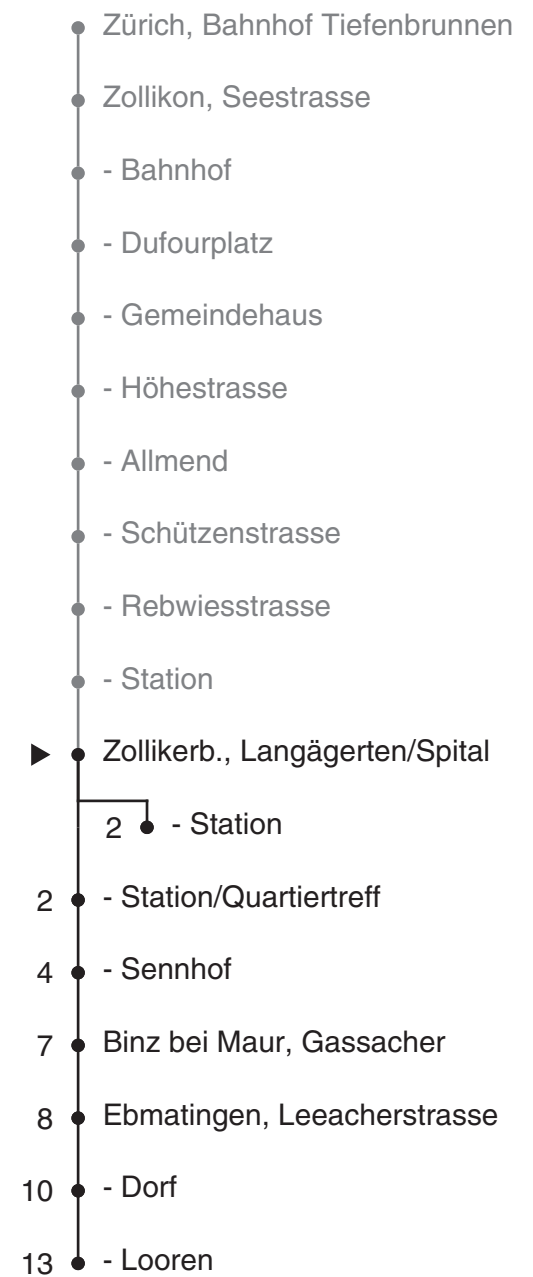 Zürich, Bahnhof Tiefenbrunnen
Zollikon, Seestrasse
- Bahnhof
- Dufourplatz
- Gemeindehaus
- Höhestrasse
- Allmend
- Schützenstrasse
- Rebwiesstrasse
- Station
Zollikerb., Langägerten/Spital
2 - Station
2 - Station/Quartiertreff
4 - Sennhof
7 Binz bei Maur, Gassacher
8 Ebmatingen, Leeacherstrasse
10 - Dorf
13 - Looren